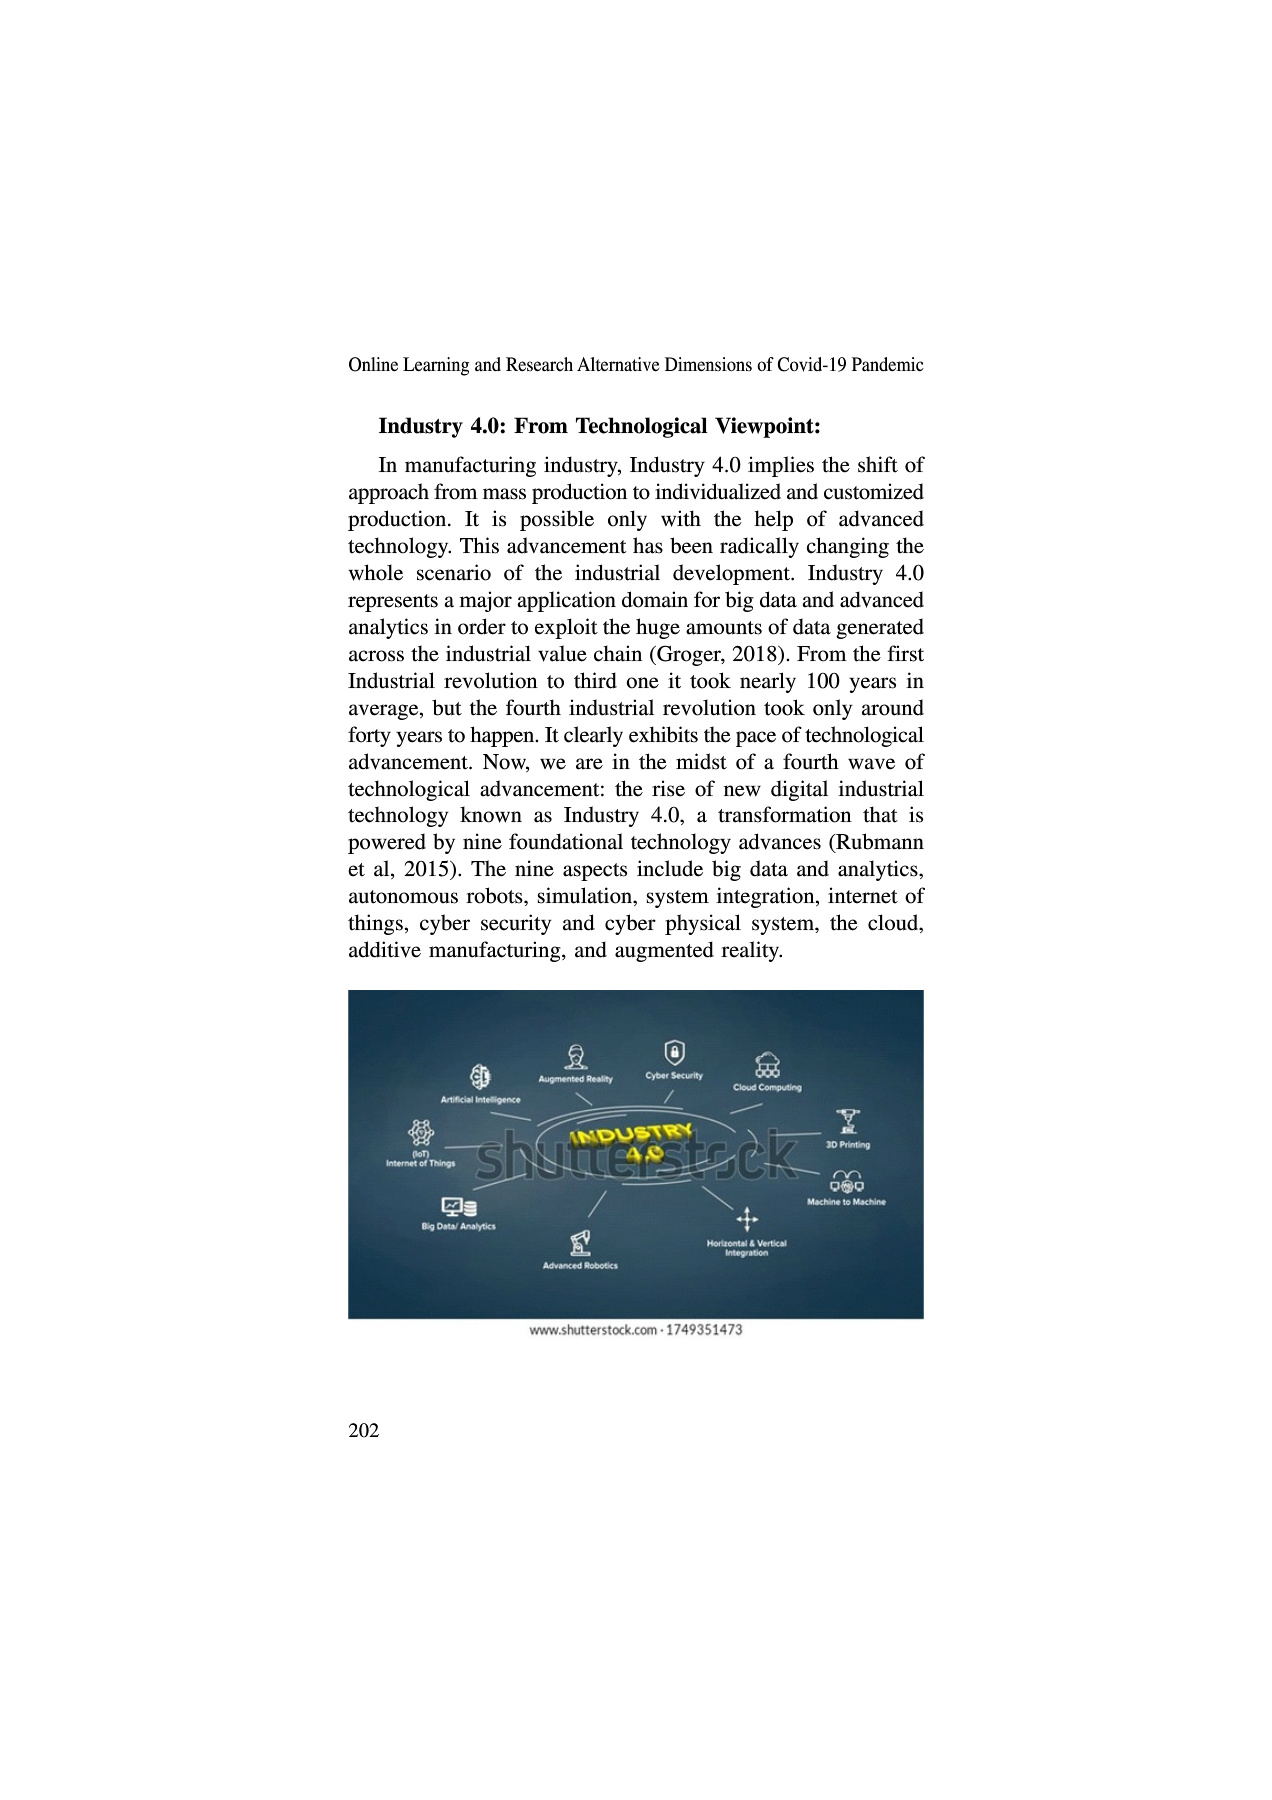 Online Learning and Research Alternative Dimensions of Covid-19 Pandemic
Industry 4.0: From Technological Viewpoint:
In manufacturing industry, Industry 4.0 implies the shift of
approach from mass production to individualized and customized
production. It is possible only with the help of advanced
technology. This advancement has been radically changing the
whole scenario of the industrial development. Industry 4.0
represents a major application domain for big data and advanced
analytics in order to exploit the huge amounts of data generated
across the industrial value chain (Groger, 2018). From the first
Industrial revolution to third one it took nearly 100 years in
average, but the fourth industrial revolution took only around
forty years to happen. It clearly exhibits the pace of technological
advancement. Now, we are in the midst of a fourth wave of
technological advancement: the rise of new digital industrial
technology known as Industry 4.0, a transformation that is
powered by nine foundational technology advances (Rubmann
et al, 2015). The nine aspects include big data and analytics,
autonomous robots, simulation, system integration, internet of
things, cyber security and cyber physical system, the cloud,
additive manufacturing, and augmented reality.
Cyber Security
Augmented Reality
Cloud Computing
Artificial Intelligence
INDUSTRY
4.0
3D Printing
(IoT)
Internet of Things
shutterstock
Machine to Machine
Big Data/ Analytics
Horizontal & Vertical
Integration
Advanced Robotics
www.shutterstock.com · 1749351473
202